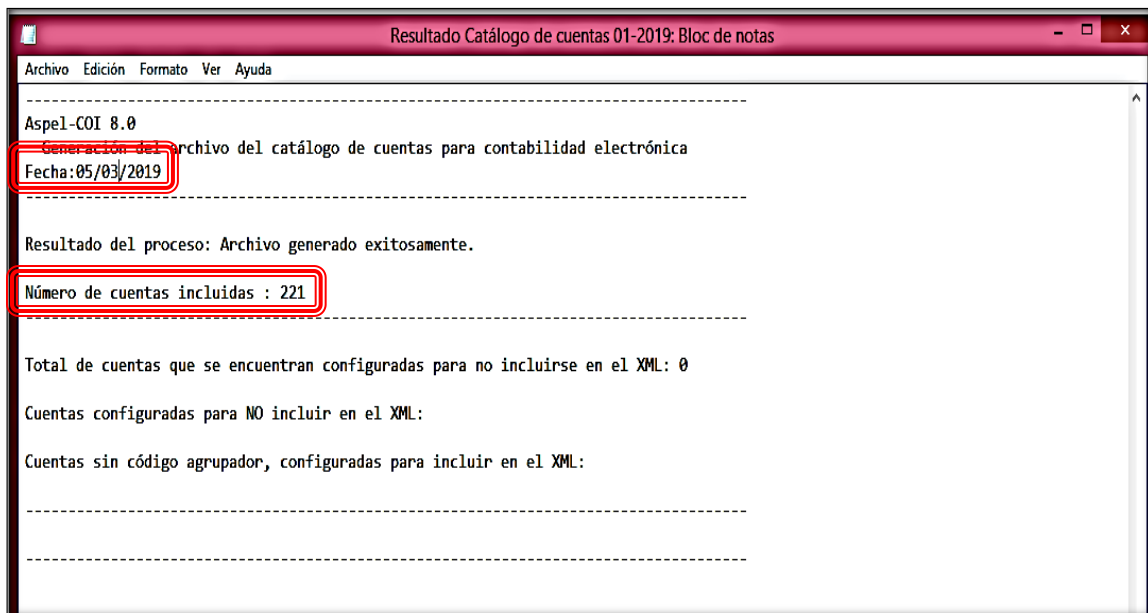 Resultado Catálogo de cuentas 01-2019: Bloc de notas
Archivo Edición Formato Ver Ayuda
--------------------------------------------------------------------------------
Aspel-COI 8.0
Generación del archivo del catálogo de cuentas para contabilidad electrónica
Fecha:05/03/2019
--------------------------------------------------------------------------------
Resultado del proceso: Archivo generado exitosamente.
Número de cuentas incluidas : 221
--------------------------------------------------------------------------------
Total de cuentas que se encuentran configuradas para no incluirse en el XML: 0
Cuentas configuradas para NO incluir en el XML:
Cuentas sin código agrupador, configuradas para incluir en el XML:
--------------------------------------------------------------------------------
--------------------------------------------------------------------------------